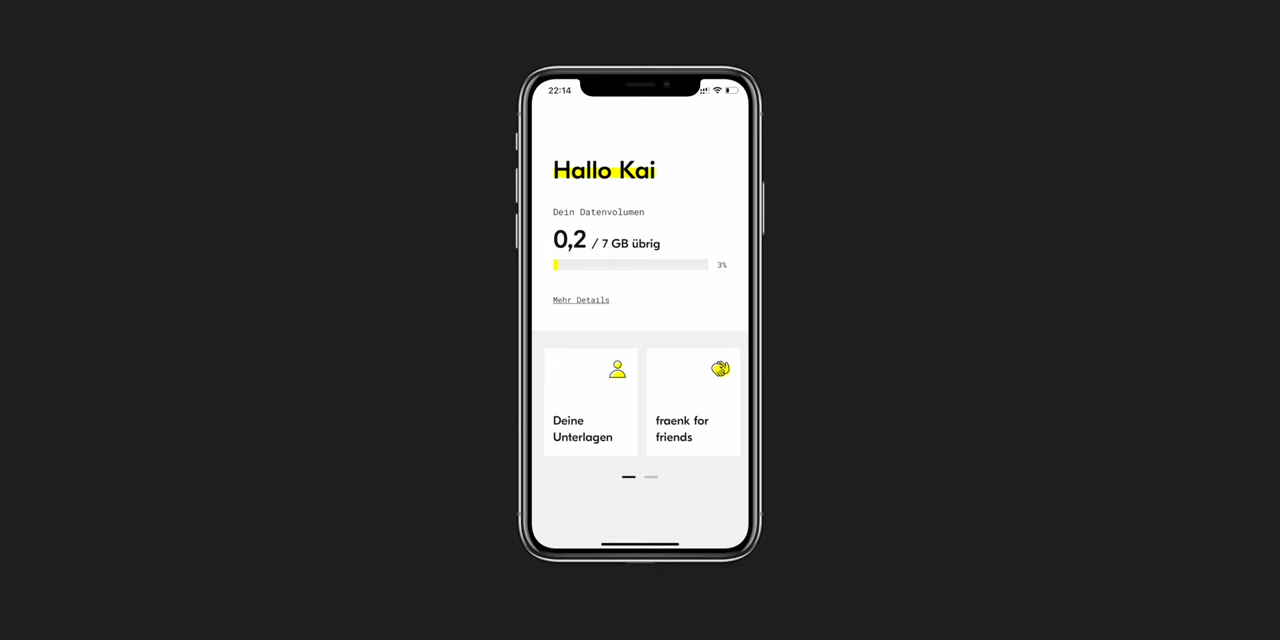 22:14
Hallo Kai
Dein Datenvolumen
0,2 / 7 GB übrig
3%
Mehr Details
Deine
Unterlagen
fraenk for
friends